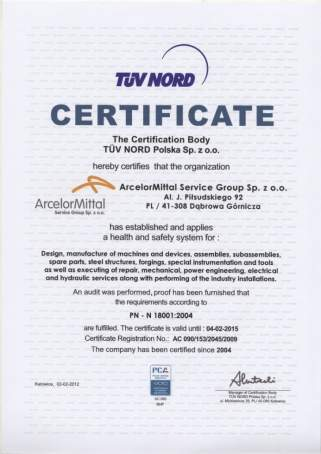 TÜV NORD
CERTIFICATE
The Certification Body
TÜV NORD Polska Sp. z o.o.
hereby certifies that the organization
ArcelorMittal
Service Group Sp. z o.o.
ArcelorMittal Service Group Sp. z o.o.
Al. J. Piłsudskiego 92
PL / 41-308 Dąbrowa Górnicza
has established and applies
a health and safety system for :
Design, manufacture of machines and devices, assemblies, subassemblies,
spare parts, steel structures, forgings, special instrumentation and tools
as well as executing of repair, mechanical, power engineering, electrical
and hydraulic services along with performing of the industry installations.
An audit was performed, proof has been furnished that
the requirements according to
PN - N 18001:2004
are fulfilled. The certificate is valid until : 04-02-2015
Certificate Registration No.: AC 090/153/2045/2009
The company has been certified since 2004
PCA
Katowice, 02-02-2012
Manager of Certification Body
TÜV NORD Polska Sp. z o.o.
ul. Mickiewicza 29, PL/ 40-085 Katowice